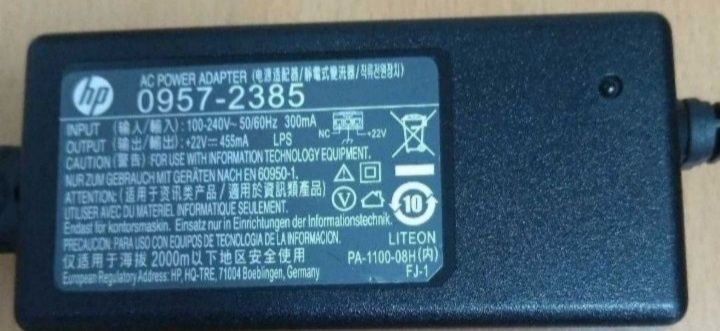 hp
AC POWER ADAPTER (电源适配器/靜電式變流器/직류전원장치)
0957-2385
INPUT (输入/輸入) : 100-240V~ 50/60Hz 300mA
OUTPUT (输出/輸出) : +22V⎓ 455mA LPS
NC +22V
CAUTION (警告) : FOR USE WITH INFORMATION TECHNOLOGY EQUIPMENT.
NUR ZUM GEBRAUCH MIT GERÄTEN NACH EN 60950-1.
ATTENTION: (适用于资讯类产品 / 適用於資訊類產品)
UTILISER AVEC DU MATERIEL INFORMATIQUE SEULEMENT.
V
10
Endast for kontorsmaskin. Einsatz nur in Einrichtungen der Informationstechnik.
PRECAUCION: PARA USO CON EQUIPOS DE TECNOLOGIA DE LA INFORMACION.
LITEON
仅适用于海拔 2000m以下地区安全使用
PA-1100-08H(内)
European Regulatory Address: HP, HQ-TRE, 71004 Boeblingen, Germany
FJ-1